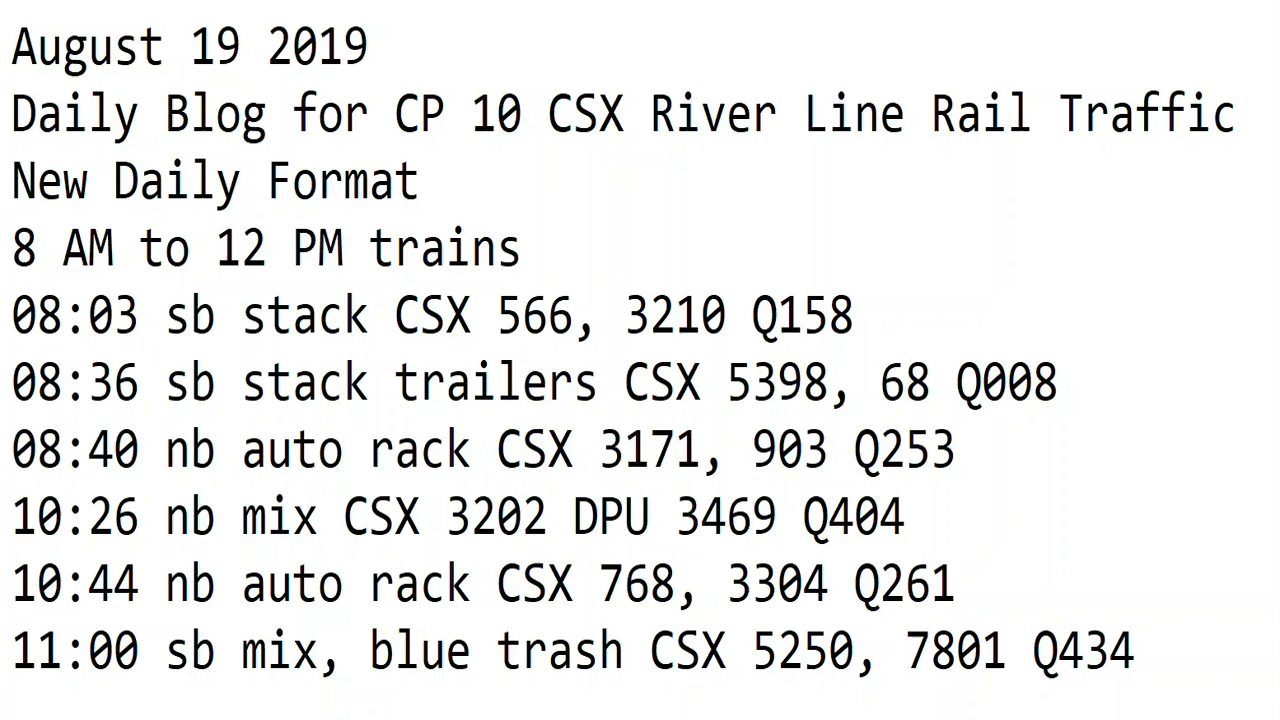 August 19 2019
Daily Blog for CP 10 CSX River Line Rail Traffic
New Daily Format
8 AM to 12 PM trains
08:03 sb stack CSX 566, 3210 Q158
08:36 sb stack trailers CSX 5398, 68 Q008
08:40 nb auto rack CSX 3171, 903 Q253
10:26 nb mix CSX 3202 DPU 3469 Q404
10:44 nb auto rack CSX 768, 3304 Q261
11:00 sb mix, blue trash CSX 5250, 7801 Q434